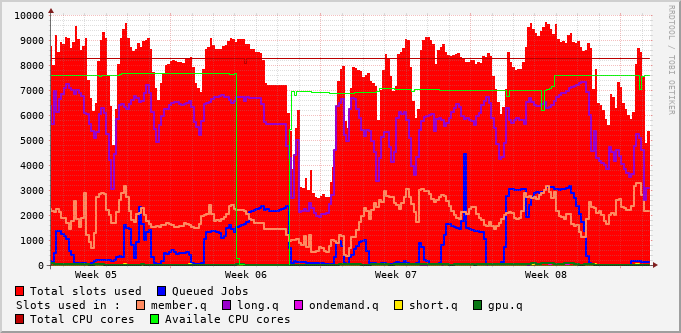 10000
9000
8000
7000
6000
5000
4000
3000
2000
1000
0
Week 05 Week 06 Week 07 Week 08
RRDTOOL / TOBI OETIKER
Total slots used Queued Jobs
Slots used in : member.q long.q ondemand.q short.q gpu.q
Total CPU cores Availale CPU cores